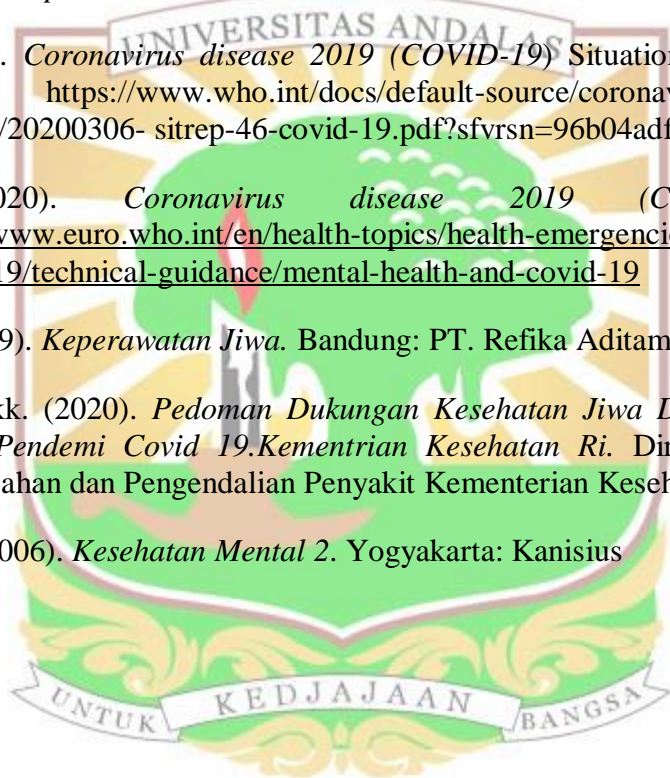 UNIVERSITAS ANDALAS
. Coronavirus disease 2019 (COVID-19) Situation
https://www.who.int/docs/default-source/coronav
/20200306- sitrep-46-covid-19.pdf?sfvrsn=96b04adf
020). Coronavirus disease 2019 (C
www.euro.who.int/en/health-topics/health-emergencie
19/technical-guidance/mental-health-and-covid-19
9). Keperawatan Jiwa. Bandung: PT. Refika Aditam
kk. (2020). Pedoman Dukungan Kesehatan Jiwa D
Pendemi Covid 19.Kementrian Kesehatan Ri. Dir
ahan dan Pengendalian Penyakit Kementerian Keseh
006). Kesehatan Mental 2. Yogyakarta: Kanisius
UNTUK KEDJAJAAN BANGSA